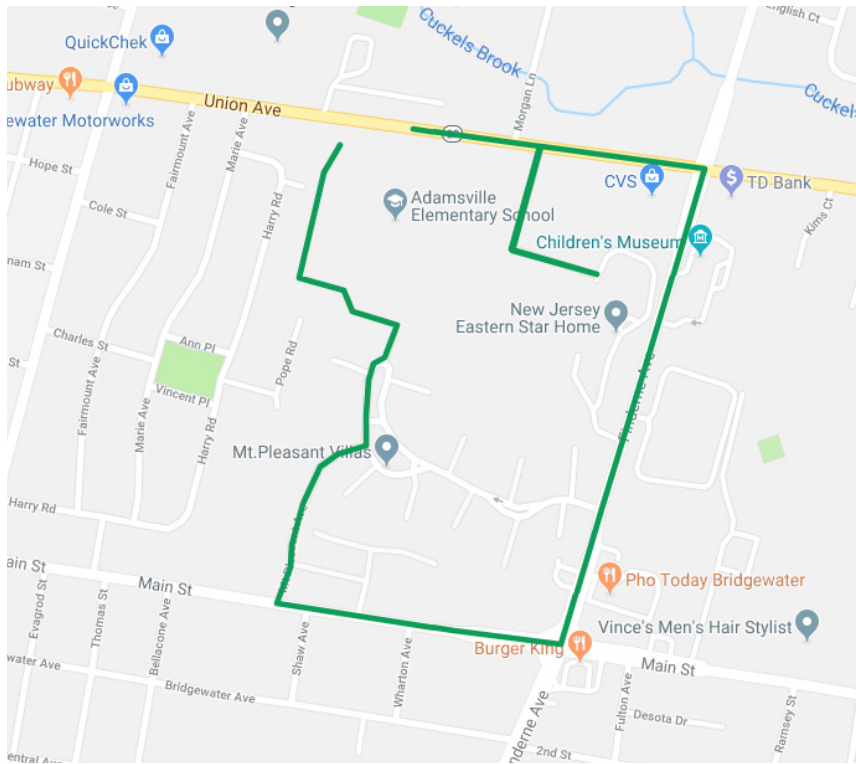 English Ct
QuickChek
Cuckels Brook
ubway
Union Ave
Morgan Ln
Cuckels
ewater Motorworks
28
Fairmount Ave
Marie Ave
Hope St
CVS
TD Bank
Harry Rd
Adamsville
Elementary School
Cole St
Kims Ct
Children's Museum
nam St
New Jersey
Eastern Star Home
Charles St
Ann Pl
Pope Rd
St
Fairmount Ave
Vincent Pl
Finderne Ave
Marie Ave
Harry Rd
Mt.Pleasant Villas
Harry Rd
ain St
Main St
Pho Today Bridgewater
Evagrod St
Thomas St
Bellacone Ave
Shaw Ave
Wharton Ave
Vince's Men's Hair Stylist
Burger King
water Ave
Main St
Bridgewater Ave
nderne Ave
Fulton Ave
Ramsey St
Desota Dr
2nd St
entral Ave